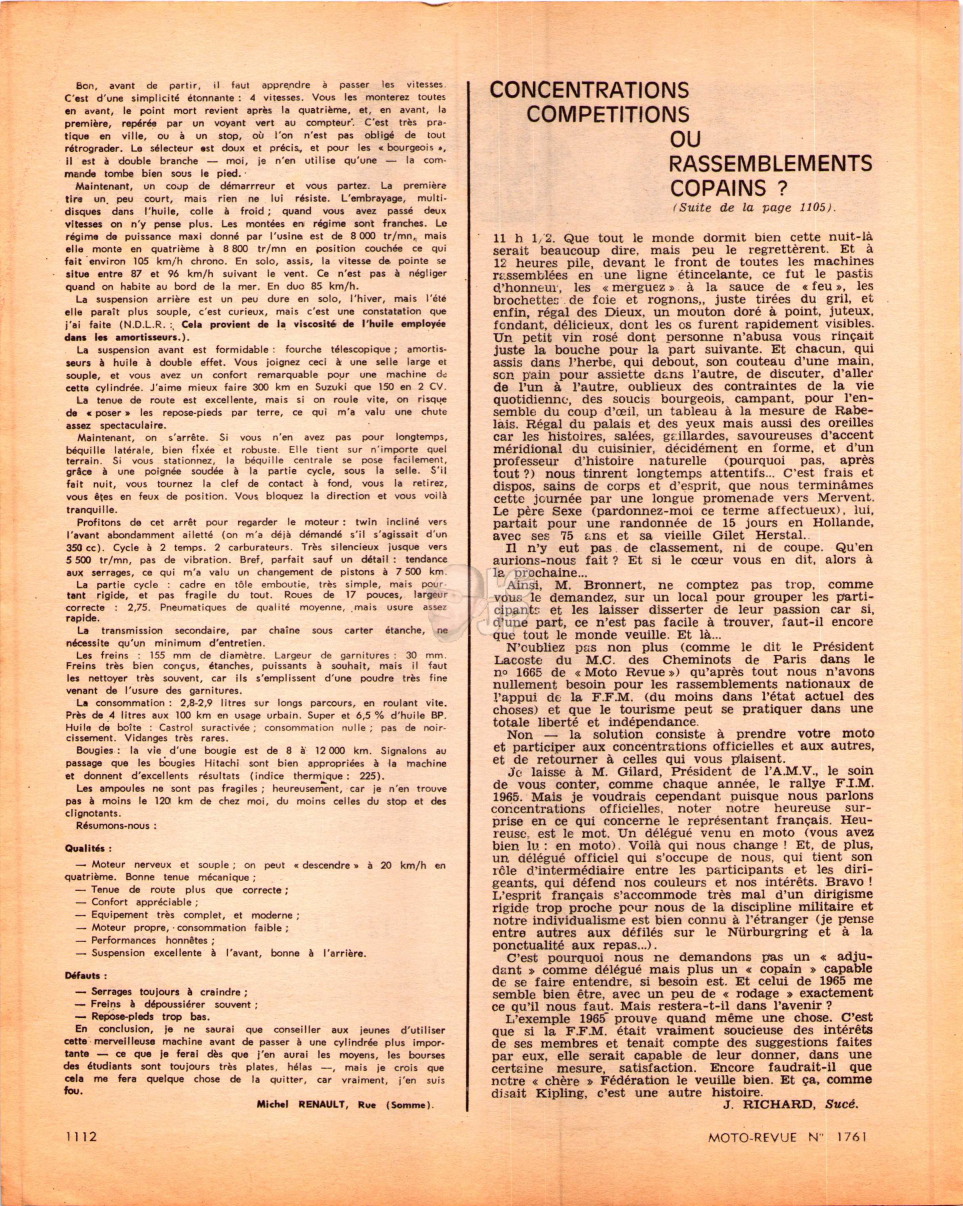 Bon, avant de partir, il faut apprendre à passer les vitesses.
C'est d'une simplicité étonnante : 4 vitesses. Vous les monterez toutes
en avant, le point mort revient après la quatrième, et, en avant, la
première, repérée par un voyant vert au compteur. C'est très pra-
tique en ville, ou à un stop, où l'on n'est pas obligé de tout
rétrograder. Le sélecteur est doux et précis, et pour les « bourgeois »,
il est à double branche — moi, je n'en utilise qu'une — la com-
mande tombe bien sous le pied.
Maintenant, un coup de démarrreur et vous partez. La première
tire un peu court, mais rien ne lui résiste. L'embrayage, multi-
disques dans l'huile, colle à froid ; quand vous avez passé deux
vitesses on n'y pense plus. Les montées en régime sont franches. Le
régime de puissance maxi donné par l'usine est de 8 000 tr/mn, mais
elle monte en quatrième à 8 800 tr/mn en position couchée ce qui
fait environ 105 km/h chrono. En solo, assis, la vitesse de pointe se
situe entre 87 et 96 km/h suivant le vent. Ce n'est pas à négliger
quand on habite au bord de la mer. En duo 85 km/h.
La suspension arrière est un peu dure en solo, l'hiver, mais l'été
elle paraît plus souple, c'est curieux, mais c'est une constatation que
j'ai faite (N.D.L.R. : Cela provient de la viscosité de l'huile employée
dans les amortisseurs.).
La suspension avant est formidable : fourche télescopique ; amortis-
seurs à huile à double effet. Vous joignez ceci à une selle large et
souple, et vous avez un confort remarquable pour une machine de
cette cylindrée. J'aime mieux faire 300 km en Suzuki que 150 en 2 CV.
La tenue de route est excellente, mais si on roule vite, on risque
de « poser » les repose-pieds par terre, ce qui m'a valu une chute
assez spectaculaire.
Maintenant, on s'arrête. Si vous n'en avez pas pour longtemps,
béquille latérale, bien fixée et robuste. Elle tient sur n'importe quel
terrain. Si vous stationnez, la béquille centrale se pose facilement,
grâce à une poignée soudée à la partie cycle, sous la selle. S'il
fait nuit, vous tournez la clef de contact à fond, vous la retirez,
vous êtes en feux de position. Vous bloquez la direction et vous voilà
tranquille.
Profitons de cet arrêt pour regarder le moteur : twin incliné vers
l'avant abondamment ailetté (on m'a déjà demandé s'il s'agissait d'un
350 cc). Cycle à 2 temps. 2 carburateurs. Très silencieux jusque vers
5 500 tr/mn, pas de vibration. Bref, parfait sauf un détail : tendance
aux serrages, ce qui m'a valu un changement de pistons à 7 500 km.
La partie cycle : cadre en tôle emboutie, très simple, mais pour-
tant rigide, et pas fragile du tout. Roues de 17 pouces, largeur
correcte : 2,75. Pneumatiques de qualité moyenne, mais usure assez
rapide.
La transmission secondaire, par chaîne sous carter étanche, ne
nécessite qu'un minimum d'entretien.
Les freins : 155 mm de diamètre. Largeur de garnitures : 30 mm.
Freins très bien conçus, étanches, puissants à souhait, mais il faut
les nettoyer très souvent, car ils s'emplissent d'une poudre très fine
venant de l'usure des garnitures.
La consommation : 2,8-2,9 litres sur longs parcours, en roulant vite.
Près de 4 litres aux 100 km en usage urbain. Super et 6,5 % d'huile BP.
Huile de boîte : Castrol suractivée ; consommation nulle ; pas de noir-
cissement. Vidanges très rares.
Bougies : la vie d'une bougie est de 8 à 12 000 km. Signalons au
passage que les bougies Hitachi sont bien appropriées à la machine
et donnent d'excellents résultats (indice thermique : 225).
Les ampoules ne sont pas fragiles ; heureusement, car je n'en trouve
pas à moins le 120 km de chez moi, du moins celles du stop et des
clignotants.
Résumons-nous :
Qualités :
— Moteur nerveux et souple ; on peut « descendre » à 20 km/h en
quatrième. Bonne tenue mécanique ;
— Tenue de route plus que correcte ;
— Confort appréciable ;
— Equipement très complet, et moderne ;
— Moteur propre, consommation faible ;
— Performances honnêtes ;
— Suspension excellente à l'avant, bonne à l'arrière.
Défauts :
— Serrages toujours à craindre ;
— Freins à dépoussiérer souvent ;
— Repose-pieds trop bas.
En conclusion, je ne saurai que conseiller aux jeunes d'utiliser
cette merveilleuse machine avant de passer à une cylindrée plus impor-
tante — ce que je ferai dès que j'en aurai les moyens, les bourses
des étudiants sont toujours très plates, hélas —, mais je crois que
cela me fera quelque chose de la quitter, car vraiment, j'en suis
fou.
Michel RENAULT, Rue (Somme).
1112
CONCENTRATIONS
COMPETITIONS
OU
RASSEMBLEMENTS
COPAINS ?
(Suite de la page 1105).
11 h 1/2. Que tout le monde dormit bien cette nuit-là
serait beaucoup dire, mais peu le regrettèrent. Et à
12 heures pile, devant le front de toutes les machines
rassemblées en une ligne étincelante, ce fut le pastis
d'honneur, les « merguez » à la sauce de « feu », les
brochettes de foie et rognons,, juste tirées du gril, et
enfin, régal des Dieux, un mouton doré à point, juteux,
fondant, délicieux, dont les os furent rapidement visibles.
Un petit vin rosé dont personne n'abusa vous rinçait
juste la bouche pour la part suivante. Et chacun, qui
assis dans l'herbe, qui debout, son couteau d'une main,
son pain pour assiette dans l'autre, de discuter, d'aller
de l'un à l'autre, oublieux des contraintes de la vie
quotidienne, des soucis bourgeois, campant, pour l'en-
semble du coup d'œil, un tableau à la mesure de Rabe-
lais. Régal du palais et des yeux mais aussi des oreilles
car les histoires, salées, gaillardes, savoureuses d'accent
méridional du cuisinier, décidément en forme, et d'un
professeur d'histoire naturelle (pourquoi pas, après
tout ?) nous tinrent longtemps attentifs... C'est frais et
dispos, sains de corps et d'esprit, que nous terminâmes
cette journée par une longue promenade vers Mervent.
Le père Sexe (pardonnez-moi ce terme affectueux), lui,
partait pour une randonnée de 15 jours en Hollande,
avec ses 75 ans et sa vieille Gilet Herstal.
Il n'y eut pas de classement, ni de coupe. Qu'en
aurions-nous fait ? Et si le cœur vous en dit, alors à
la prochaine...
Ainsi, M. Bronnert, ne comptez pas trop, comme
vous le demandez, sur un local pour grouper les parti-
cipants et les laisser disserter de leur passion car si,
d'une part, ce n'est pas facile à trouver, faut-il encore
que tout le monde veuille. Et là...
N'oubliez pas non plus (comme le dit le Président
Lacoste du M.C. des Cheminots de Paris dans le
no 1665 de « Moto Revue ») qu'après tout nous n'avons
nullement besoin pour les rassemblements nationaux de
l'appui de la F.F.M. (du moins dans l'état actuel des
choses) et que le tourisme peut se pratiquer dans une
totale liberté et indépendance.
Non — la solution consiste à prendre votre moto
et participer aux concentrations officielles et aux autres,
et de retourner à celles qui vous plaisent.
Je laisse à M. Gilard, Président de l'A.M.V., le soin
de vous conter, comme chaque année, le rallye F.I.M.
1965. Mais je voudrais cependant puisque nous parlons
concentrations officielles, noter notre heureuse sur-
prise en ce qui concerne le représentant français. Heu-
reuse, est le mot. Un délégué venu en moto (vous avez
bien lu : en moto). Voilà qui nous change ! Et, de plus,
un délégué officiel qui s'occupe de nous, qui tient son
rôle d'intermédiaire entre les participants et les diri-
geants, qui défend nos couleurs et nos intérêts. Bravo !
L'esprit français s'accommode très mal d'un dirigisme
rigide trop proche pour nous de la discipline militaire et
notre individualisme est bien connu à l'étranger (je pense
entre autres aux défilés sur le Nürburgring et à la
ponctualité aux repas...).
C'est pourquoi nous ne demandons pas un « adju-
dant » comme délégué mais plus un « copain » capable
de se faire entendre, si besoin est. Et celui de 1965 me
semble bien être, avec un peu de « rodage » exactement
ce qu'il nous faut. Mais restera-t-il dans l'avenir ?
L'exemple 1965 prouve quand même une chose. C'est
que si la F.F.M. était vraiment soucieuse des intérêts
de ses membres et tenait compte des suggestions faites
par eux, elle serait capable de leur donner, dans une
certaine mesure, satisfaction. Encore faudrait-il que
notre « chère » Fédération le veuille bien. Et ça, comme
disait Kipling, c'est une autre histoire.
J. RICHARD, Sucé.
MOTO-REVUE N° 1761